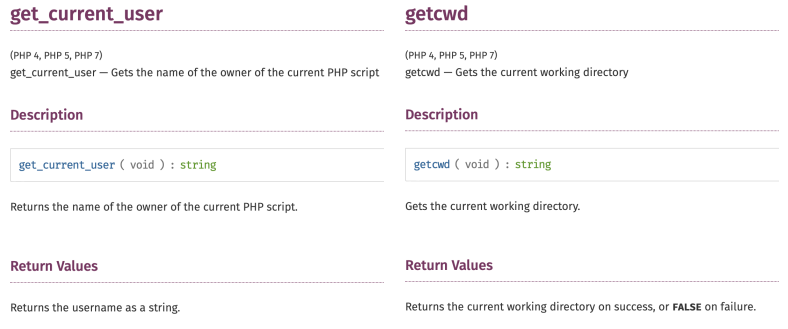 get_current_user
(PHP 4, PHP 5, PHP 7)
get_current_user — Gets the name of the owner of the current PHP script
Description
get_current_user ( void ) : string
Returns the name of the owner of the current PHP script.
Return Values
Returns the username as a string.
getcwd
(PHP 4, PHP 5, PHP 7)
getcwd — Gets the current working directory
Description
getcwd ( void ) : string
Gets the current working directory.
Return Values
Returns the current working directory on success, or FALSE on failure.